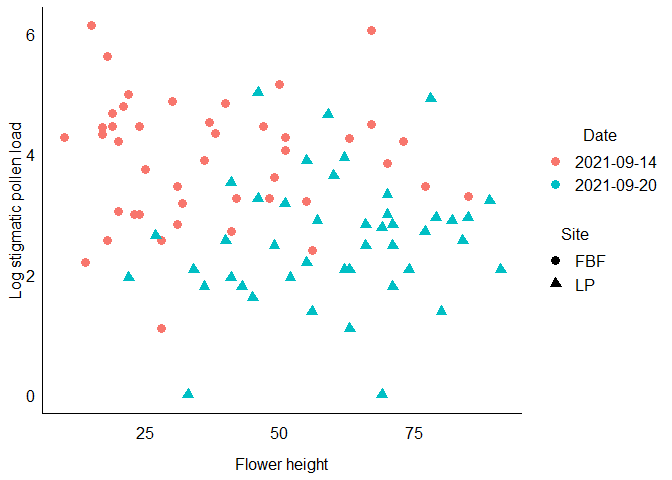 6
4
2
0
Log stigmatic pollen load
25 50 75
Flower height
Date
2021-09-14
2021-09-20
Site
FBF
LP